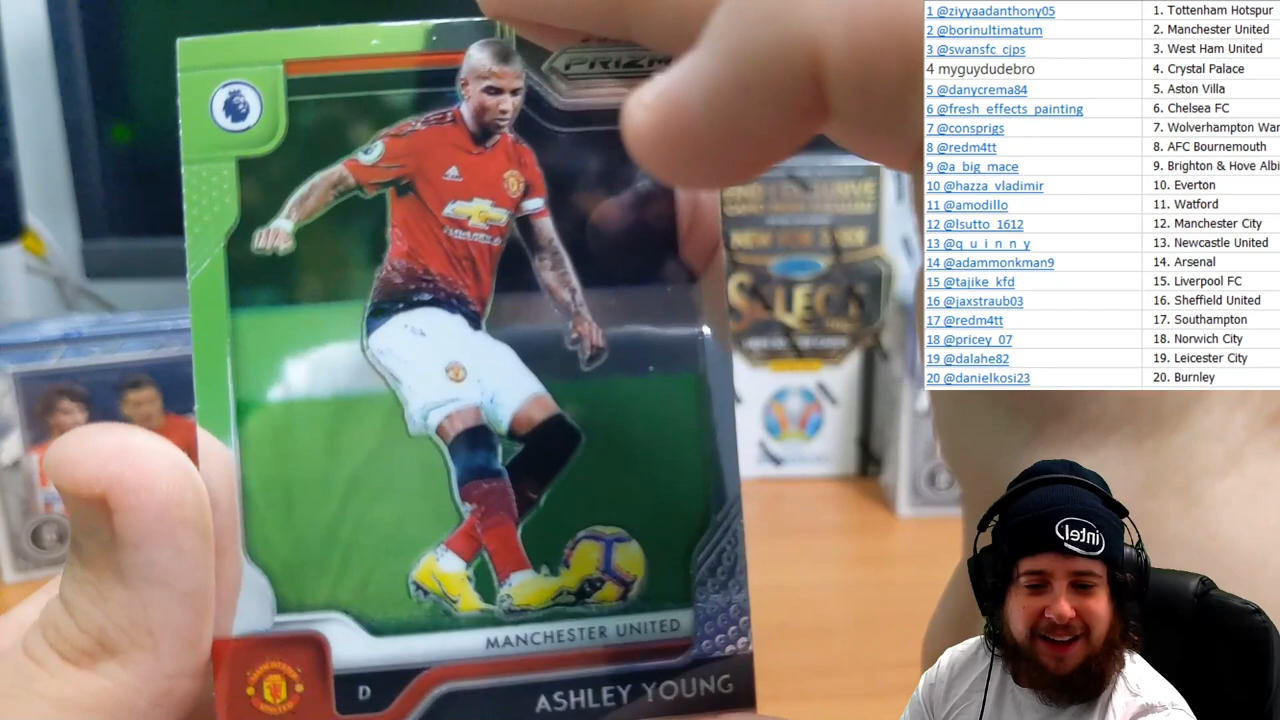 PRIZM
MANCHESTER UNITED
D
ASHLEY YOUNG
SELECT
intel
1 @ziyyaadanthony05 1. Tottenham Hotspur
2 @borinultimatum 2. Manchester United
3 @swansfc_cjps 3. West Ham United
4 myguydudebro 4. Crystal Palace
5 @danycrema84 5. Aston Villa
6 @fresh_effects_painting 6. Chelsea FC
7 @consprigs 7. Wolverhampton Wan
8 @redm4tt 8. AFC Bournemouth
9 @a_big_mace 9. Brighton & Hove Albi
10 @hazza_vladimir 10. Everton
11 @amodillo 11. Watford
12 @lsutto_1612 12. Manchester City
13 @q_u_i_n_n_y 13. Newcastle United
14 @adammonkman9 14. Arsenal
15 @tajike_kfd 15. Liverpool FC
16 @jaxstraub03 16. Sheffield United
17 @redm4tt 17. Southampton
18 @pricey_07 18. Norwich City
19 @dalahe82 19. Leicester City
20 @danielkosi23 20. Burnley